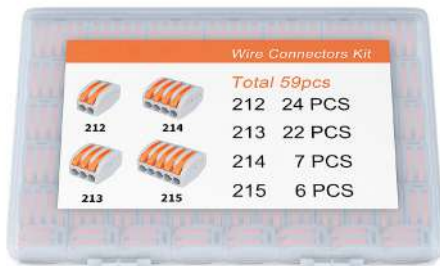 Wire Connectors Kit
Total 59pcs
212 24 PCS
213 22 PCS
214 7 PCS
215 6 PCS
212
214
213
215